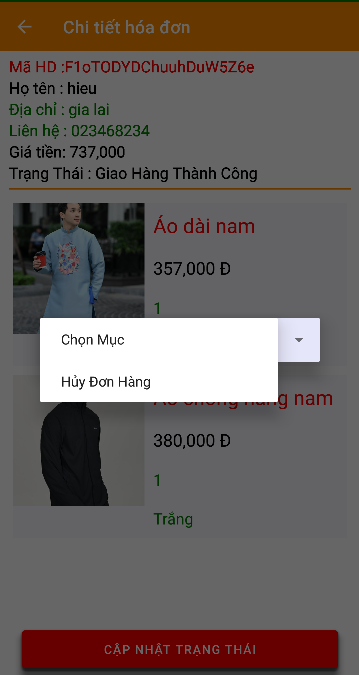 Chi tiết hóa đơn
Mã HD :F1oTODYDChuuhDuW5Z6e
Họ tên : hieu
Địa chỉ : gia lai
Liên hệ : 023468234
Giá tiền: 737,000
Trạng Thái : Giao Hàng Thành Công
Áo dài nam
357,000 Đ
1
Chọn Mục
Hủy Đơn Hàng
Áo chống nắng nam
380,000 Đ
1
Trắng
CẬP NHẬT TRẠNG THÁI